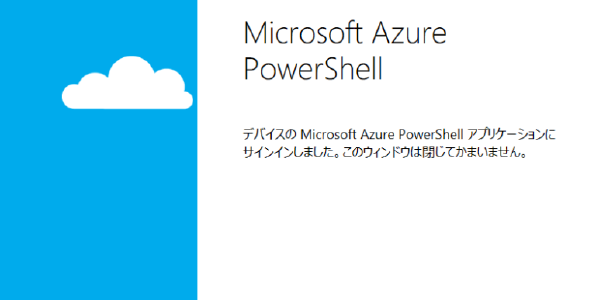 Microsoft Azure
PowerShell
デバイスの Microsoft Azure PowerShell アプリケーションに
サインインしました。このウィンドウは閉じてかまいません。